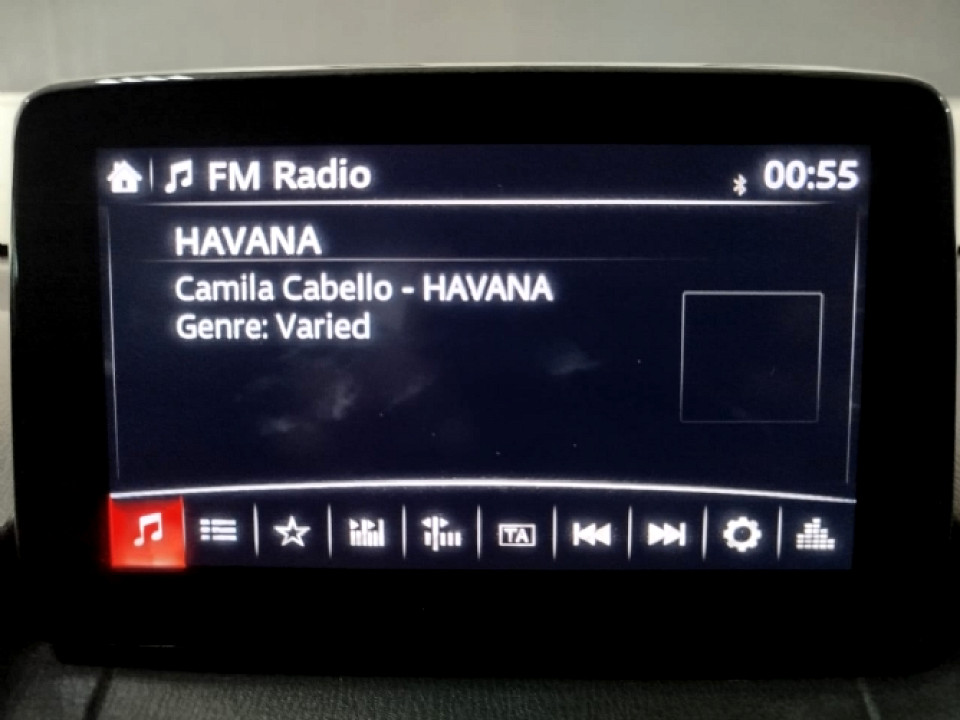 FM Radio 00:55
HAVANA
Camila Cabello - HAVANA
Genre: Varied
TA